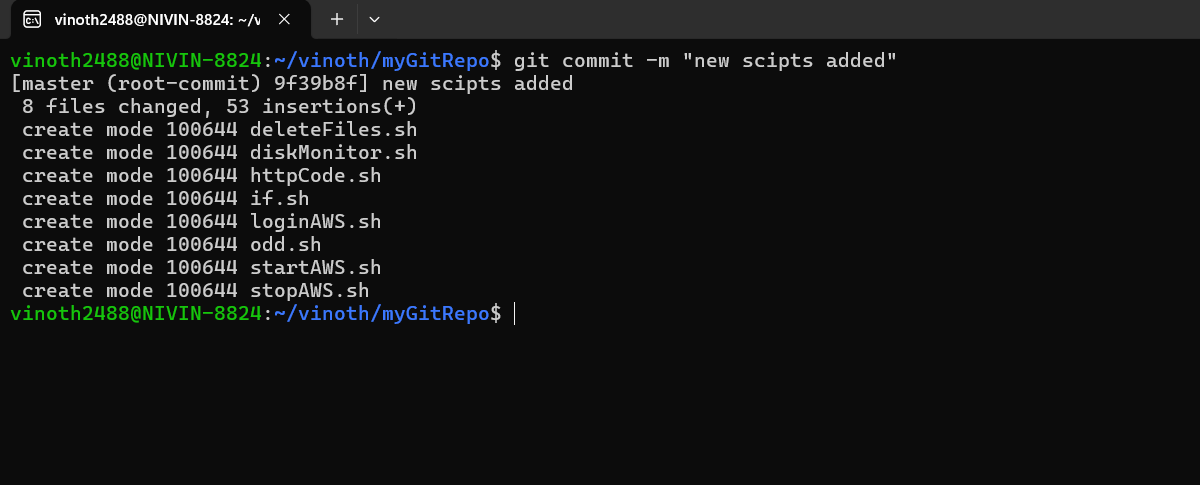 vinoth2488@NIVIN-8824: ~/v
vinoth2488@NIVIN-8824:~/vinoth/myGitRepo$ git commit -m "new scipts added"
[master (root-commit) 9f39b8f] new scipts added
 8 files changed, 53 insertions(+)
 create mode 100644 deleteFiles.sh
 create mode 100644 diskMonitor.sh
 create mode 100644 httpCode.sh
 create mode 100644 if.sh
 create mode 100644 loginAWS.sh
 create mode 100644 odd.sh
 create mode 100644 startAWS.sh
 create mode 100644 stopAWS.sh
vinoth2488@NIVIN-8824:~/vinoth/myGitRepo$